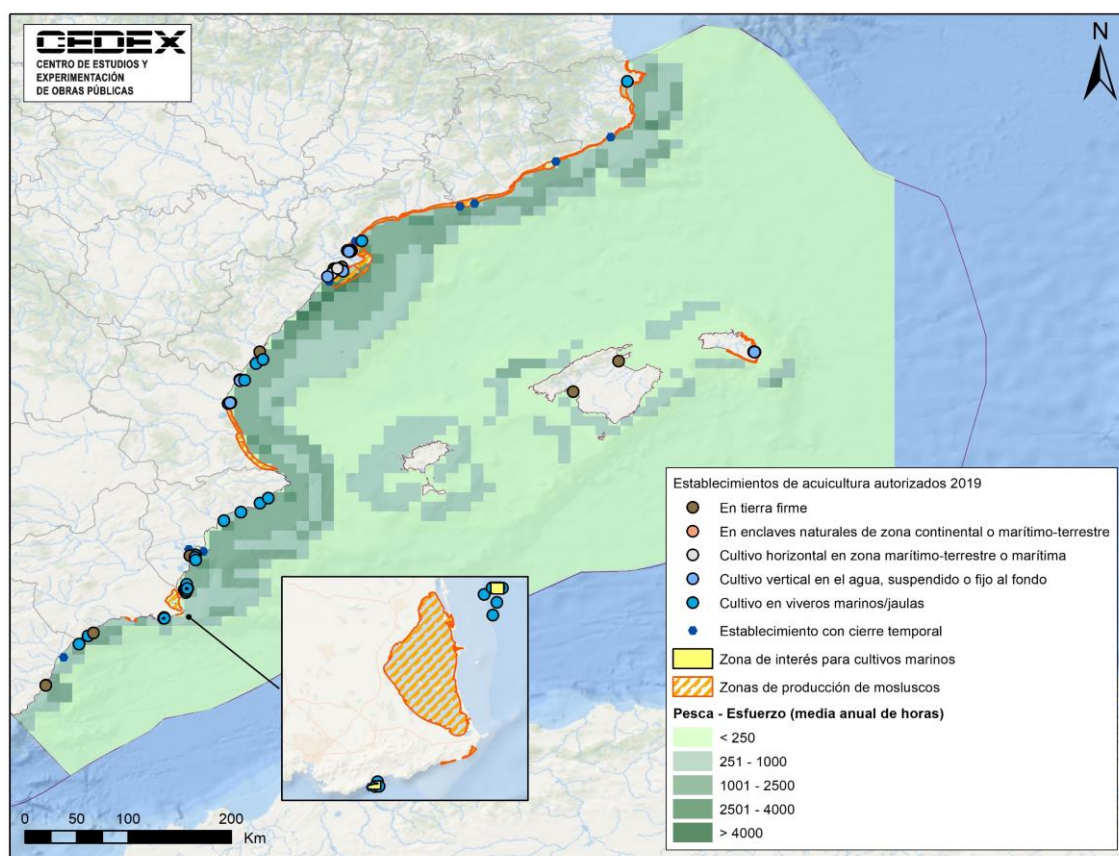 CEDEX
CENTRO DE ESTUDIOS Y
EXPERIMENTACIÓN
DE OBRAS PÚBLICAS
N
Establecimientos de acuicultura autorizados 2019
En tierra firme
En enclaves naturales de zona continental o marítimo-terrestre
Cultivo horizontal en zona marítimo-terrestre o marítima
Cultivo vertical en el agua, suspendido o fijo al fondo
Cultivo en viveros marinos/jaulas
Establecimiento con cierre temporal
Zona de interés para cultivos marinos
Zonas de producción de mosluscos
Pesca - Esfuerzo (media anual de horas)
< 250
251 - 1000
1001 - 2500
2501 - 4000
> 4000
0 50 100 200
Km